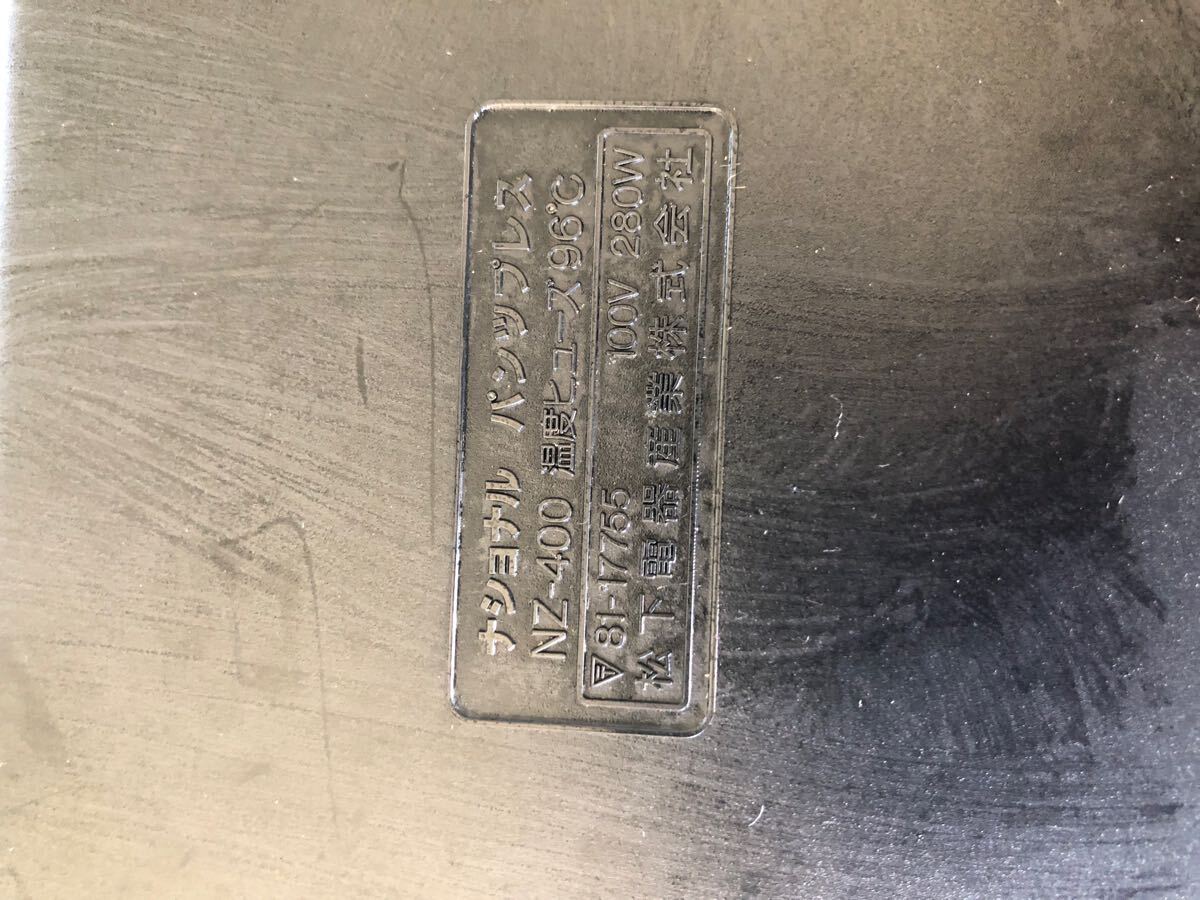 ナショナル パンツプレス
NZ-400 温度ヒューズ96℃
81-17755 100V 280W
松下電器産業株式会社